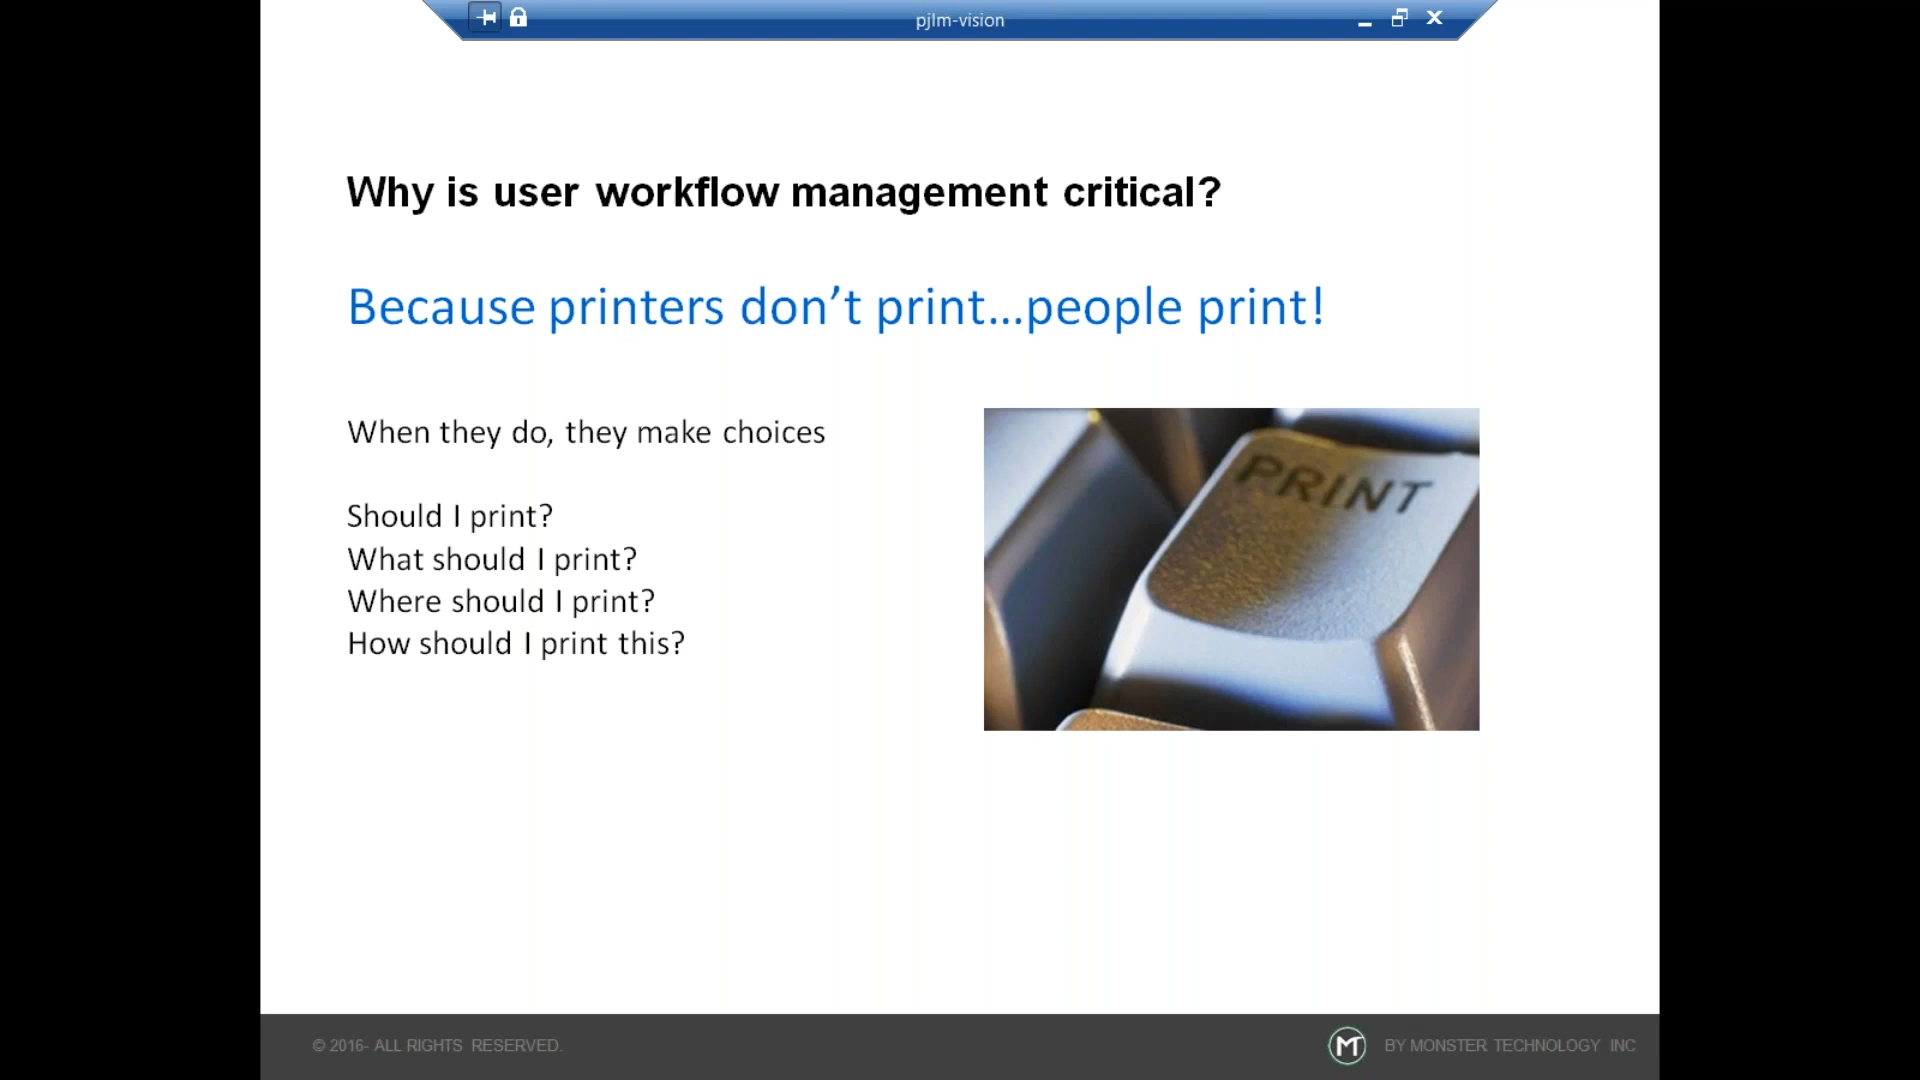 pjlm-vision
Why is user workflow management critical?
Because printers don’t print...people print!
When they do, they make choices
PRINT
Should I print?
What should I print?
Where should I print?
How should I print this?
© 2016- ALL RIGHTS RESERVED.
MT BY MONSTER TECHNOLOGY INC